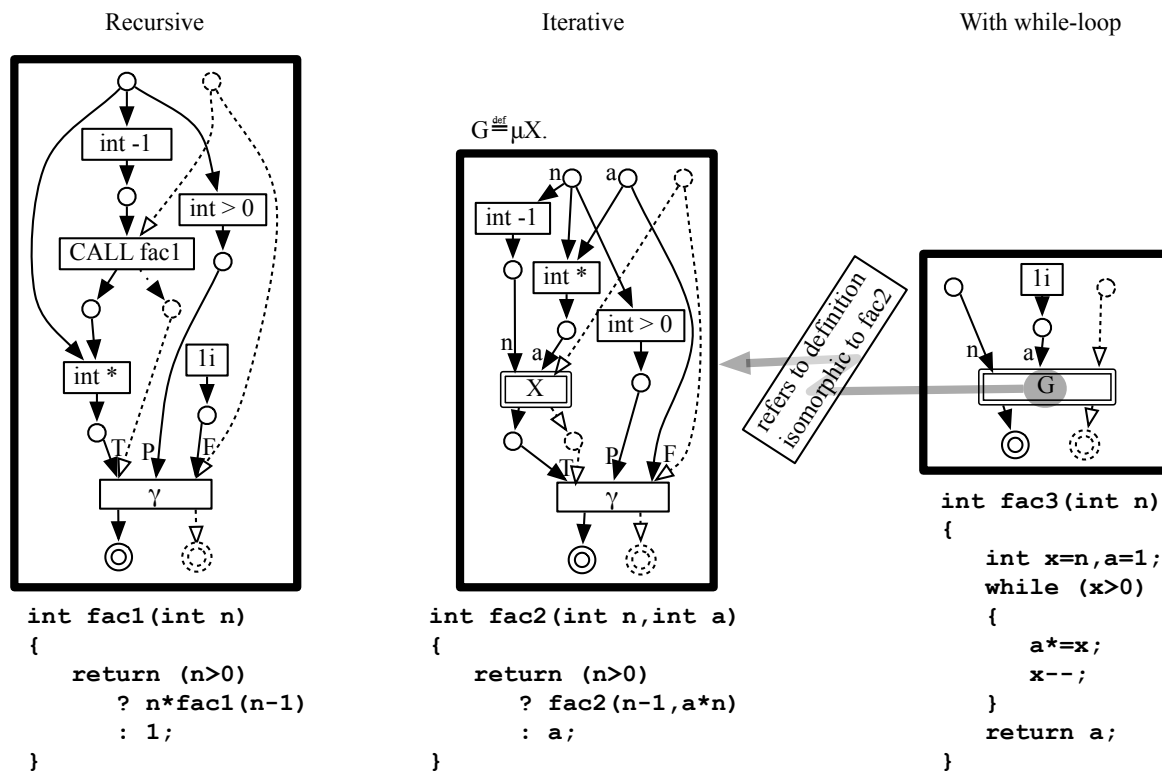 Recursive
Iterative
With while-loop
int -1
int > 0
CALL fac1
int *
1i
T
P
F
γ
int fac1(int n)
{
return (n>0)
? n*fac1(n-1)
: 1;
}
G≝μX.
n
a
int -1
int *
int > 0
n
a
X
T
P
F
γ
int fac2(int n,int a)
{
return (n>0)
? fac2(n-1,a*n)
: a;
}
refers to definition
isomorphic to fac2
1i
n
a
G
int fac3(int n)
{
int x=n,a=1;
while (x>0)
{
a*=x;
x--;
}
return a;
}